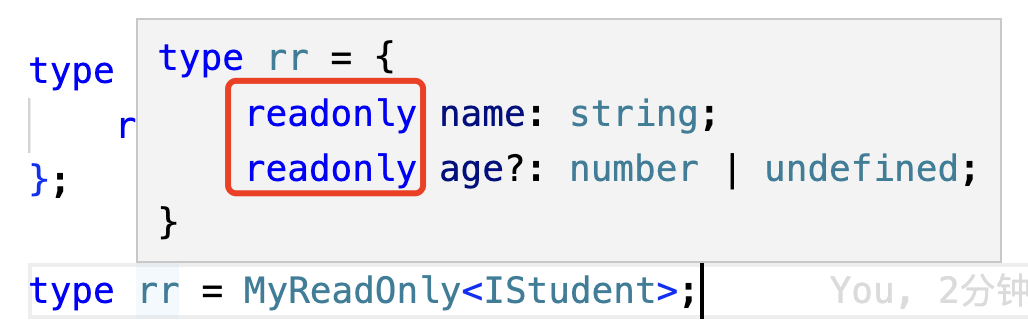 type rr = {
readonly name: string;
readonly age?: number | undefined;
}
type
r
};
type rr = MyReadOnly<IStudent>;
You, 2分钟